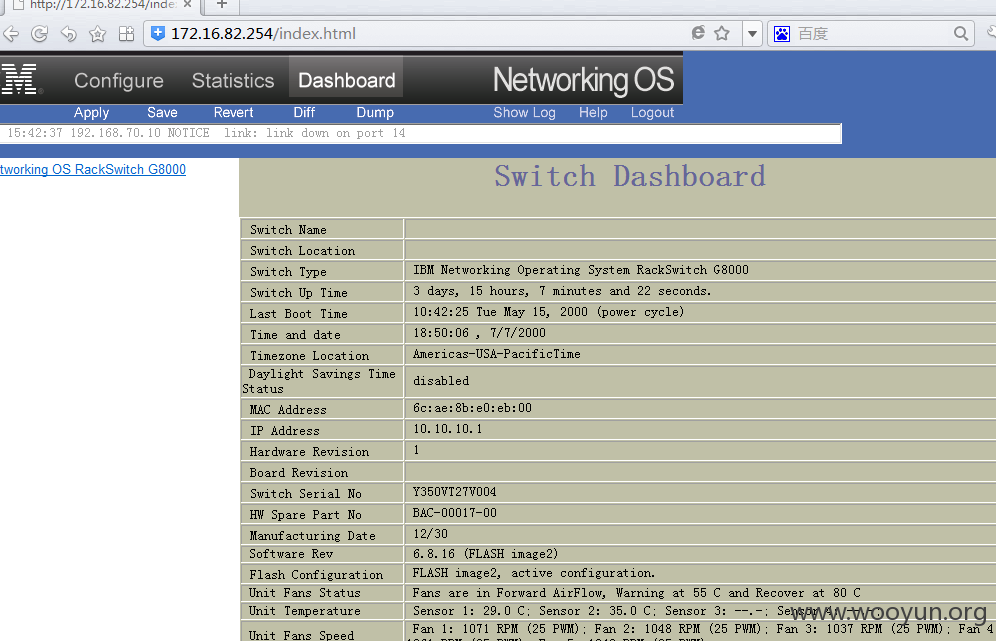 http://172.16.82.254/inde
172.16.82.254/index.html
百度
Configure Statistics Dashboard Networking OS
Apply Save Revert Diff Dump Show Log Help Logout
15:42:37 192.168.70.10 NOTICE link: link down on port 14
tworking OS RackSwitch G8000
Switch Dashboard
Switch Name
Switch Location
Switch Type IBM Networking Operating System RackSwitch G8000
Switch Up Time 3 days, 15 hours, 7 minutes and 22 seconds.
Last Boot Time 10:42:25 Tue May 15, 2000 (power cycle)
Time and date 18:50:06 , 7/7/2000
Timezone Location Americas-USA-PacificTime
Daylight Savings Time
Status disabled
MAC Address 6c:ae:8b:e0:eb:00
IP Address 10.10.10.1
Hardware Revision 1
Board Revision
Switch Serial No Y350VT27V004
HW Spare Part No BAC-00017-00
Manufacturing Date 12/30
Software Rev 6.8.16 (FLASH image2)
Flash Configuration FLASH image2, active configuration.
Unit Fans Status Fans are in Forward AirFlow, Warning at 55 C and Recover at 80 C
Unit Temperature Sensor 1: 29.0 C; Sensor 2: 35.0 C; Sensor 3: --.-;
www.wooyun.org
Unit Fans Speed Fan 1: 1071 RPM (25 PWM); Fan 2: 1048 RPM (25 PWM); Fan 3: 1037 RPM (25 PWM); Fan 4